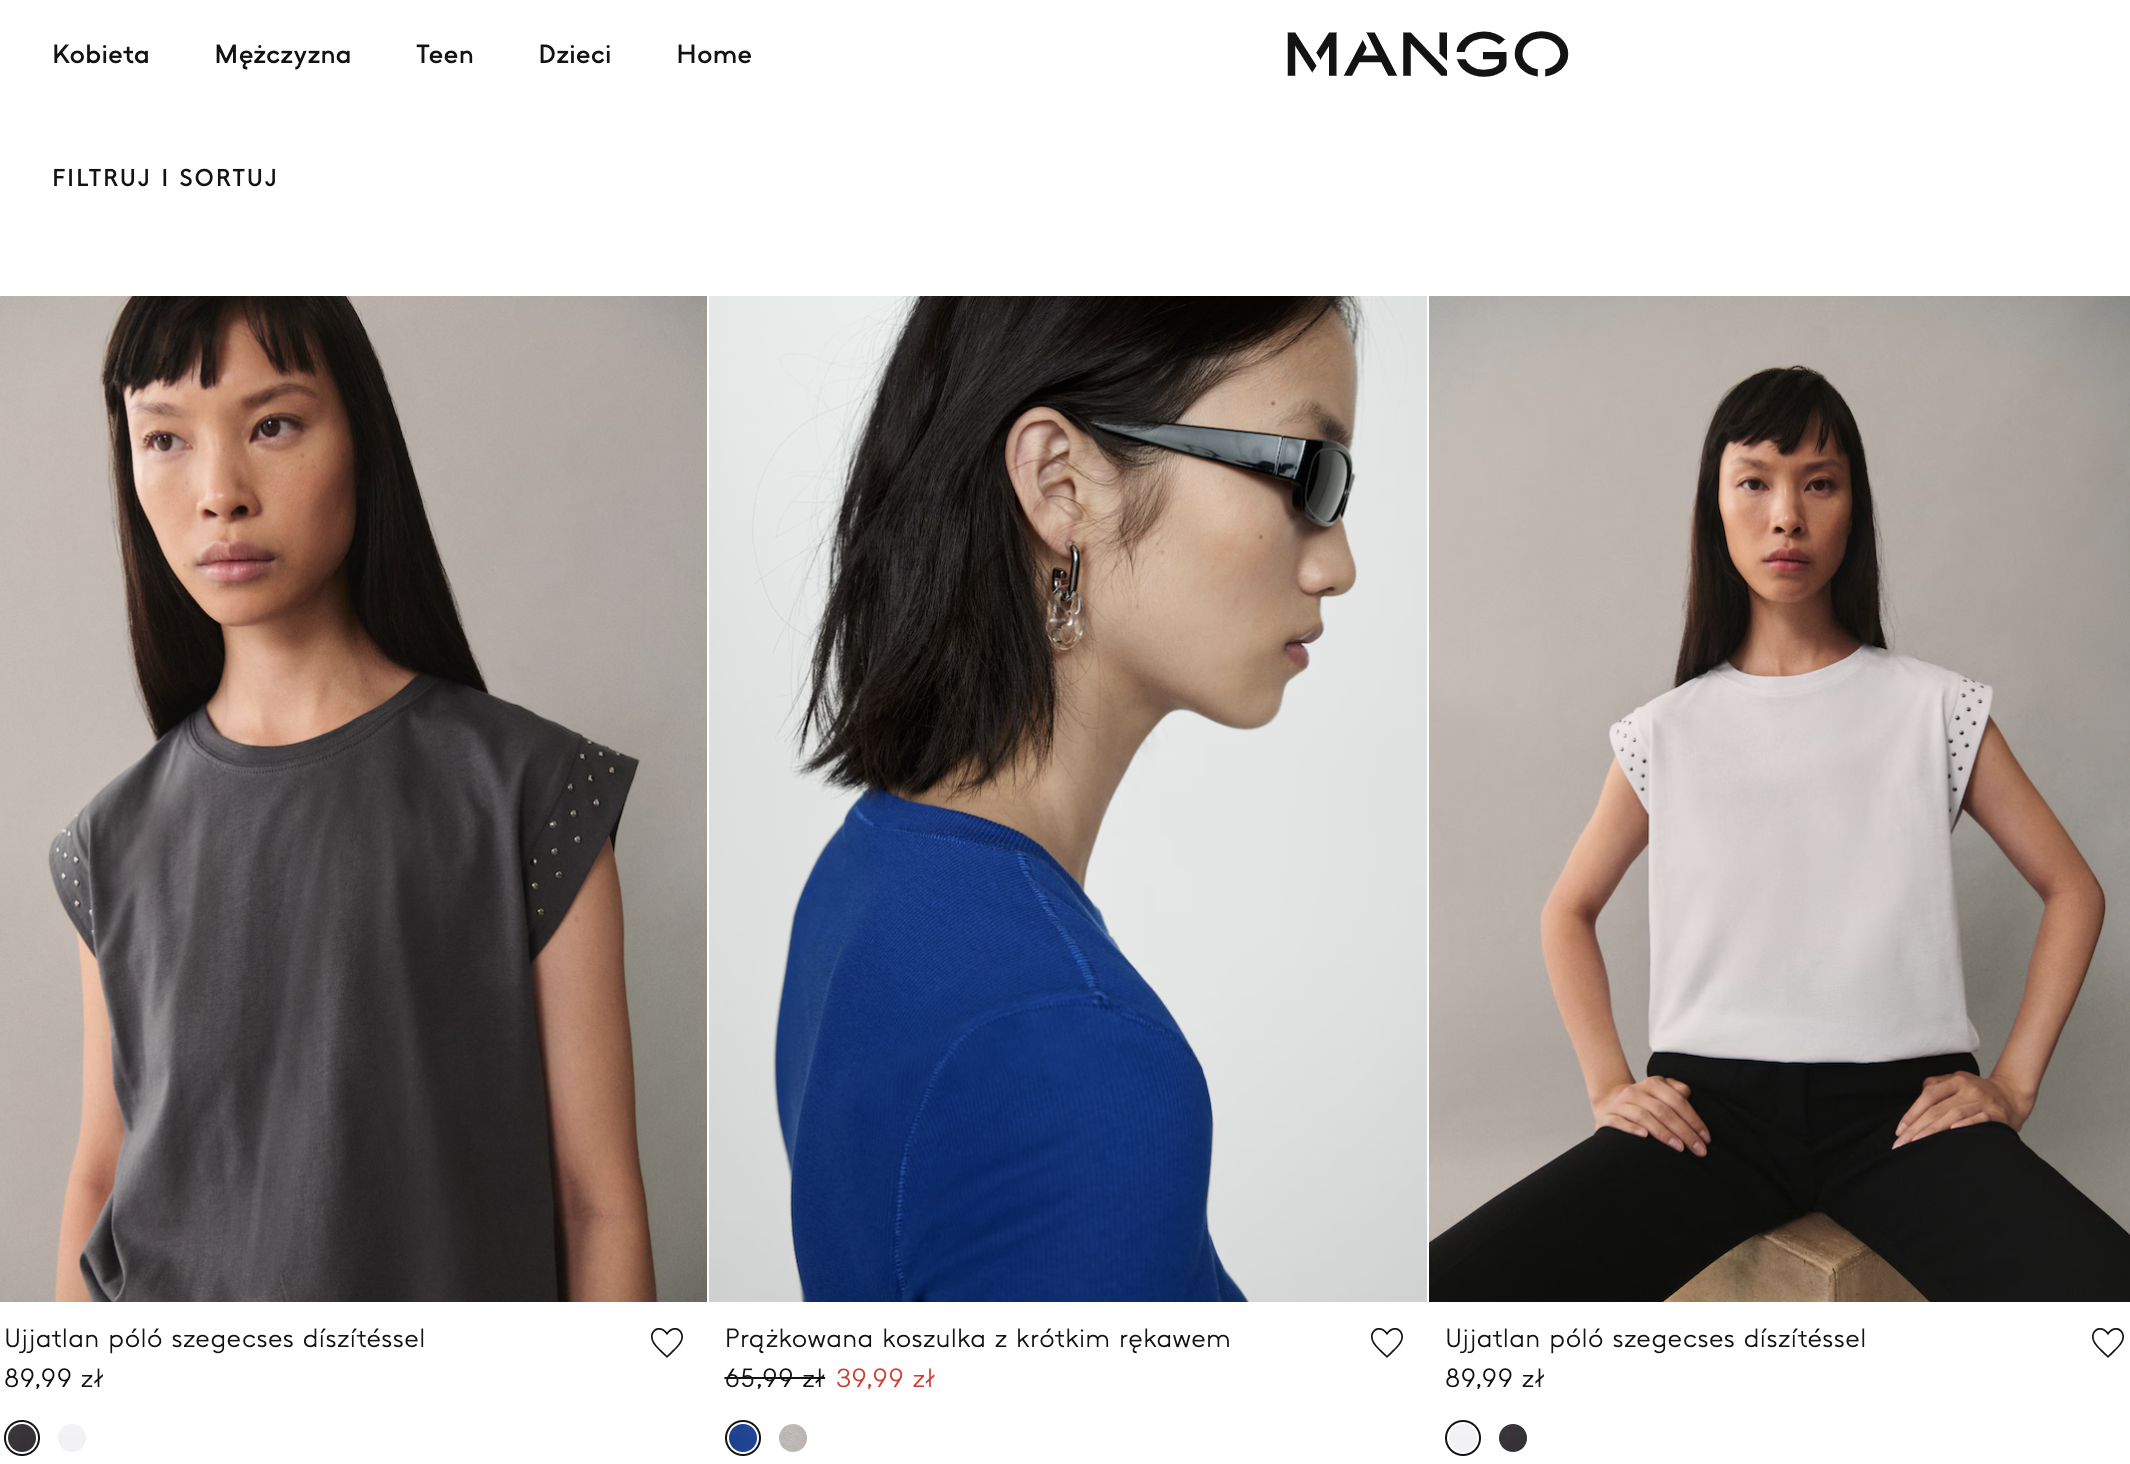 Kobieta Mężczyzna Teen Dzieci Home MANGO
FILTRUJ I SORTUJ
Ujjatlan póló szegecses díszítéssel
89,99 zł
Prążkowana koszulka z krótkim rękawem
65,99 zł 39,99 zł
Ujjatlan póló szegecses díszítéssel
89,99 zł